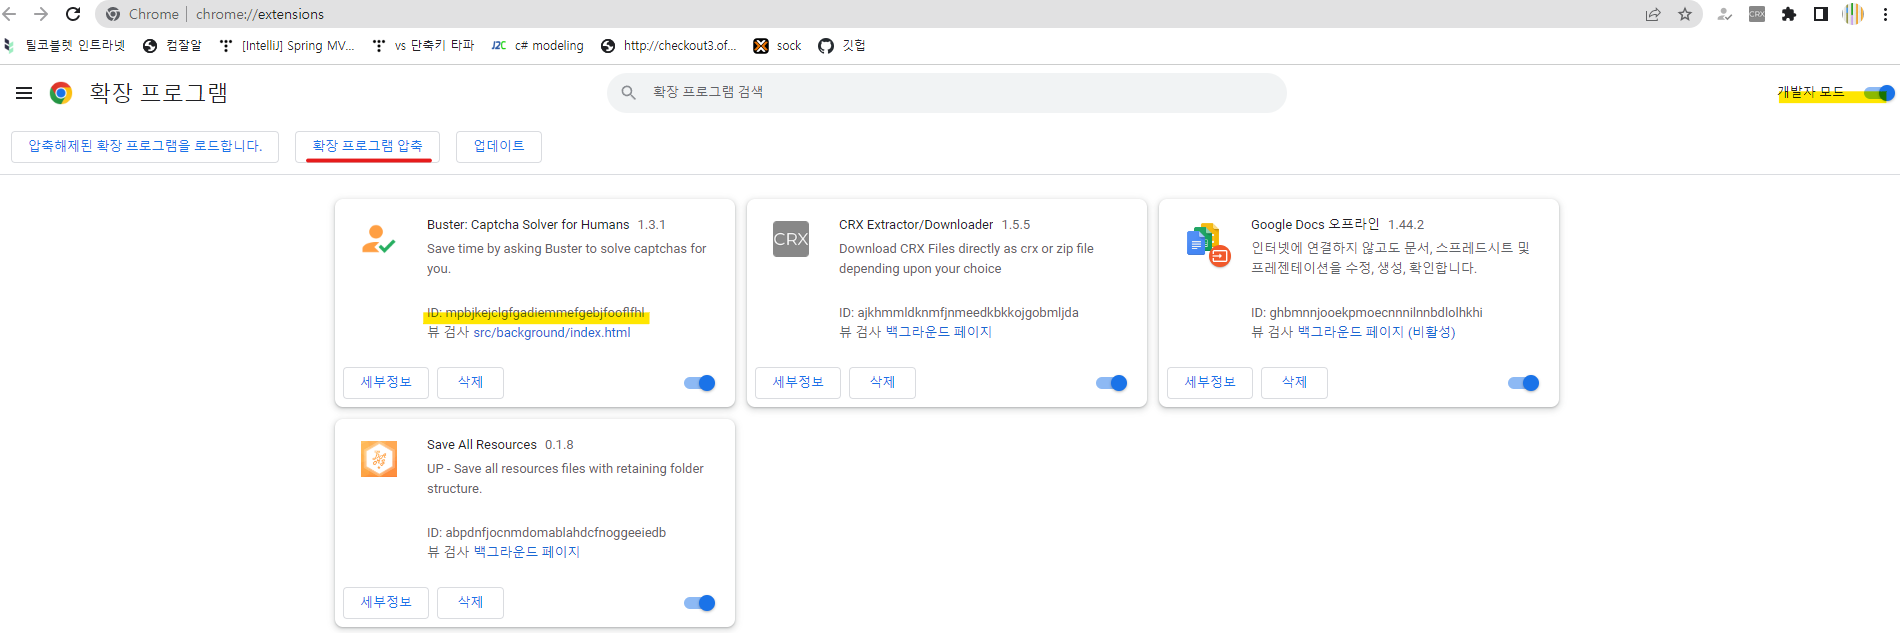 Chrome | chrome://extensions
CRX
틸코블렛 인트라넷
컴잘알
[IntelliJ] Spring MV...
vs 단축키 타파
J2C c# modeling
http://checkout3.of...
sock
깃헙
확장 프로그램
확장 프로그램 검색
개발자 모드
압축해제된 확장 프로그램을 로드합니다.
확장 프로그램 압축
업데이트
Buster: Captcha Solver for Humans 1.3.1
Save time by asking Buster to solve captchas for
you.
ID: mpbjkejclgfgadiemmefgebjfooflfhl
뷰 검사 src/background/index.html
세부정보
삭제
CRX
CRX Extractor/Downloader 1.5.5
Download CRX Files directly as crx or zip file
depending upon your choice
ID: ajkhmmldknmfjnmeedkbkkojgobmljda
뷰 검사 백그라운드 페이지
세부정보
삭제
Google Docs 오프라인 1.44.2
인터넷에 연결하지 않고도 문서, 스프레드시트 및
프레젠테이션을 수정, 생성, 확인합니다.
ID: ghbmnnjooekpmoecnnnilnnbdlolhkhi
뷰 검사 백그라운드 페이지 (비활성)
세부정보
삭제
Save All Resources 0.1.8
UP - Save all resources files with retaining folder
structure.
ID: abpdnfjocnmdomablahdcfnoggeeiedb
뷰 검사 백그라운드 페이지
세부정보
삭제